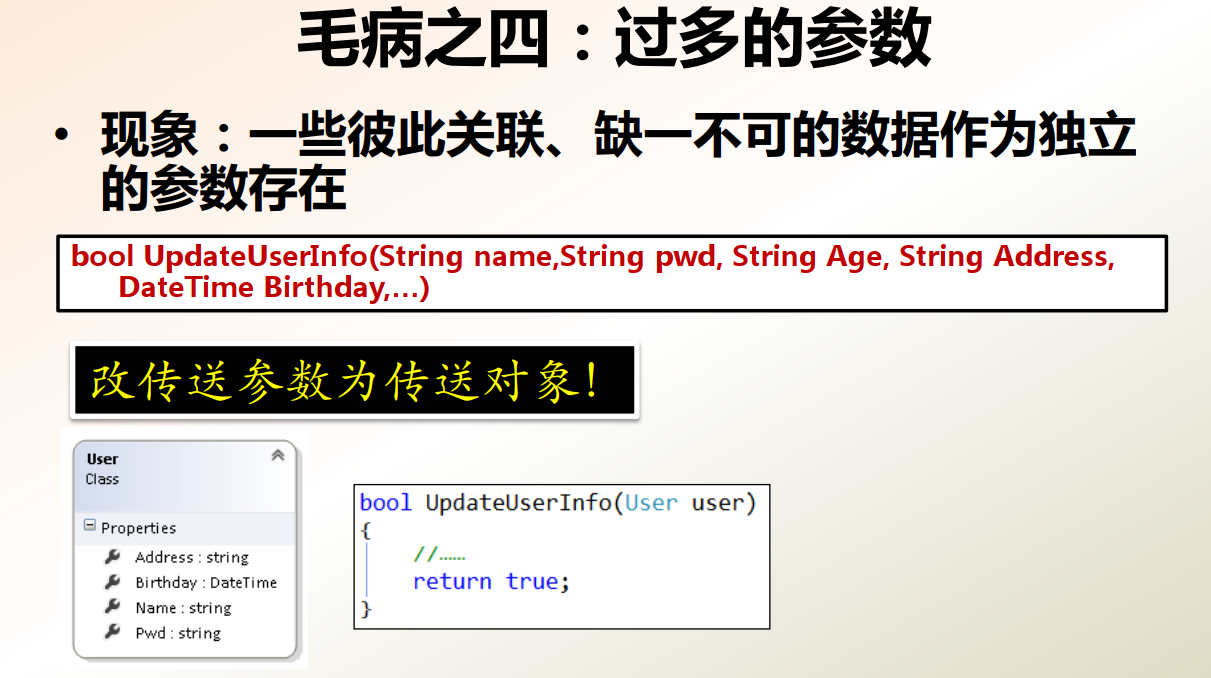 毛病之四：过多的参数
• 现象：一些彼此关联、缺一不可的数据作为独立
的参数存在
bool UpdateUserInfo(String name,String pwd, String Age, String Address,
DateTime Birthday,…)
改传送参数为传送对象!
User
Class
Properties
Address : string
Birthday : DateTime
Name : string
Pwd : string
bool UpdateUserInfo(User user)
{
//……
return true;
}